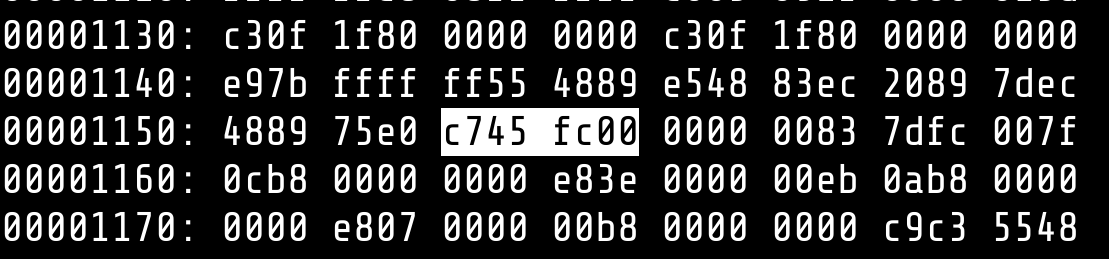 00001130: c30f 1f80 0000 0000 c30f 1f80 0000 0000
00001140: e97b ffff ff55 4889 e548 83ec 2089 7dec
00001150: 4889 75e0 c745 fc00 0000 0083 7dfc 007f
00001160: 0cb8 0000 0000 e83e 0000 00eb 0ab8 0000
00001170: 0000 e807 0000 00b8 0000 0000 c9c3 5548